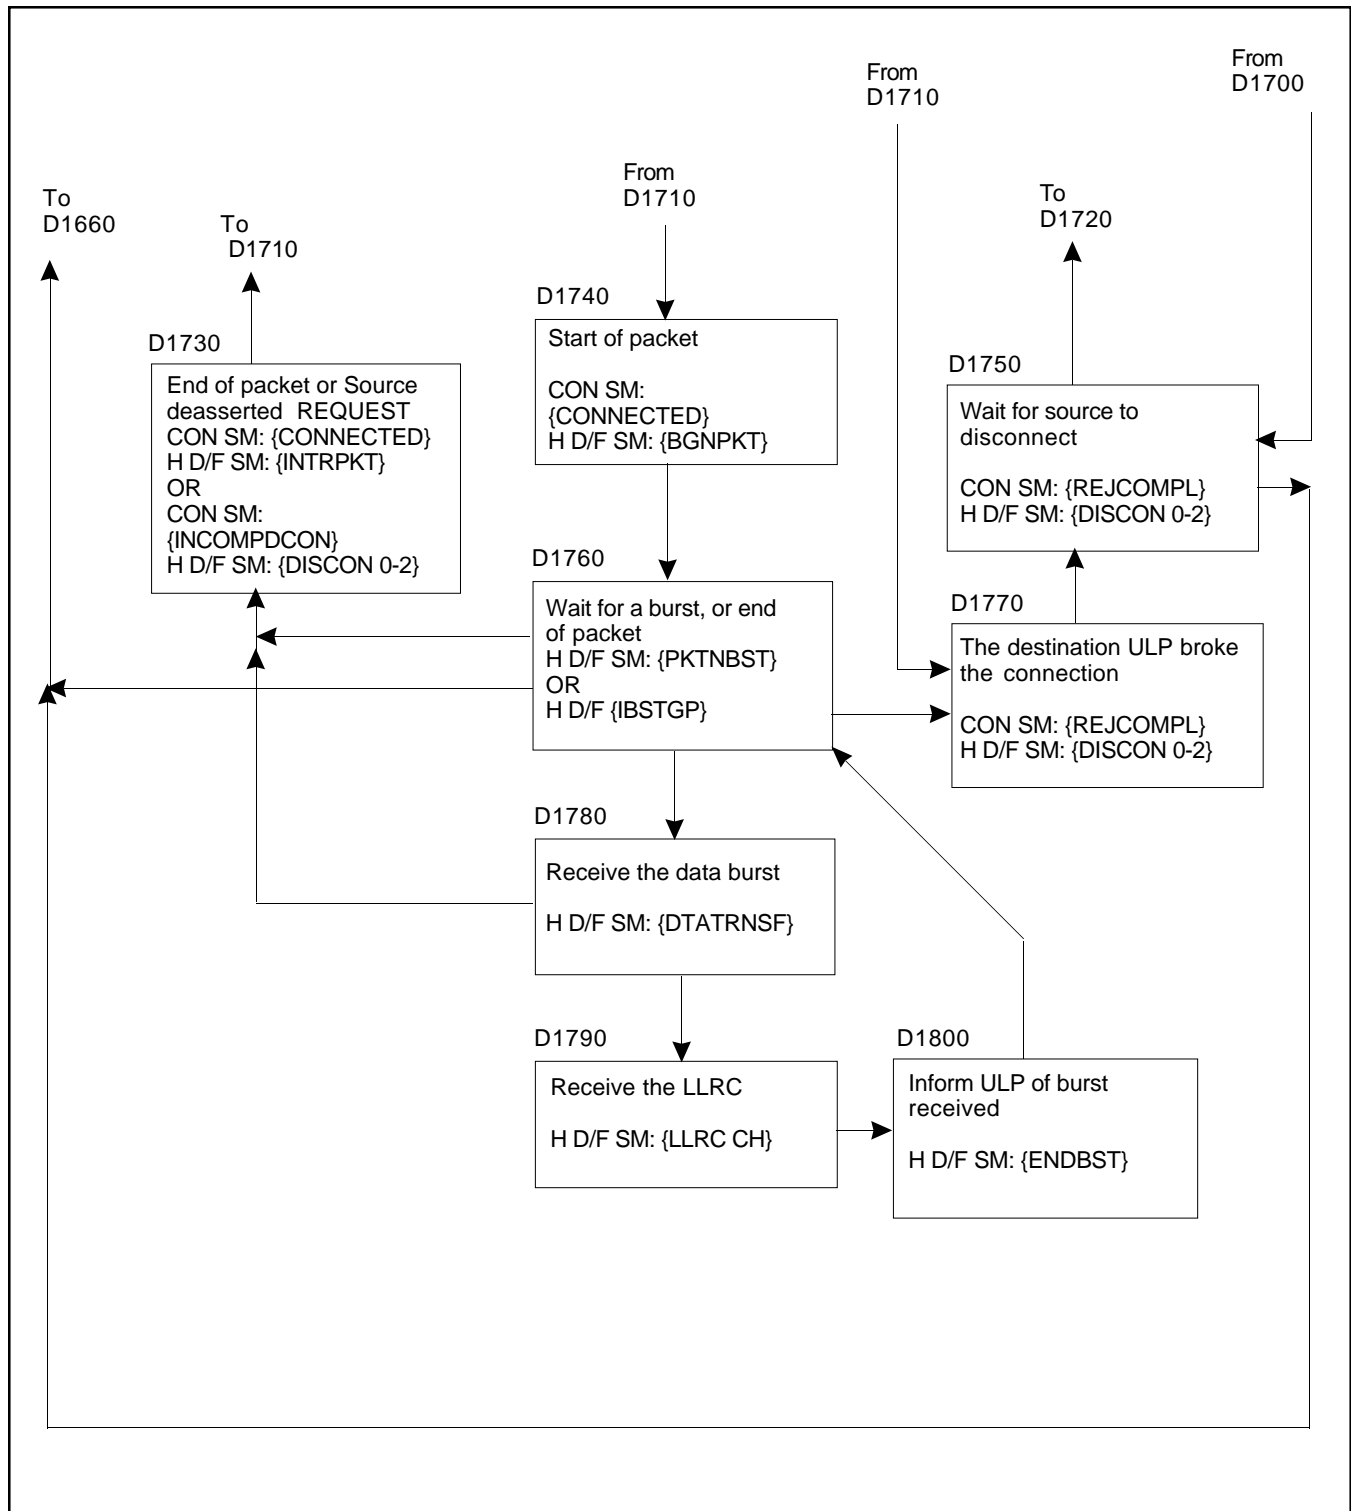 From
D1700
From
D1710
From
D1710
To
D1660
To
D1710
To
D1720
D1740
Start of packet
CON SM:
{CONNECTED}
H D/F SM: {BGNPKT}
D1730
End of packet or Source
deasserted REQUEST
CON SM: {CONNECTED}
H D/F SM: {INTRPKT}
OR
CON SM:
{INCOMPDCON}
H D/F SM: {DISCON 0-2}
D1750
Wait for source to
disconnect
CON SM: {REJCOMPL}
H D/F SM: {DISCON 0-2}
D1760
Wait for a burst, or end
of packet
H D/F SM: {PKTNBST}
OR
H D/F {IBSTGP}
D1770
The destination ULP broke
the connection
CON SM: {REJCOMPL}
H D/F SM: {DISCON 0-2}
D1780
Receive the data burst
H D/F SM: {DTATRNSF}
D1790
Receive the LLRC
H D/F SM: {LLRC CH}
D1800
Inform ULP of burst
received
H D/F SM: {ENDBST}